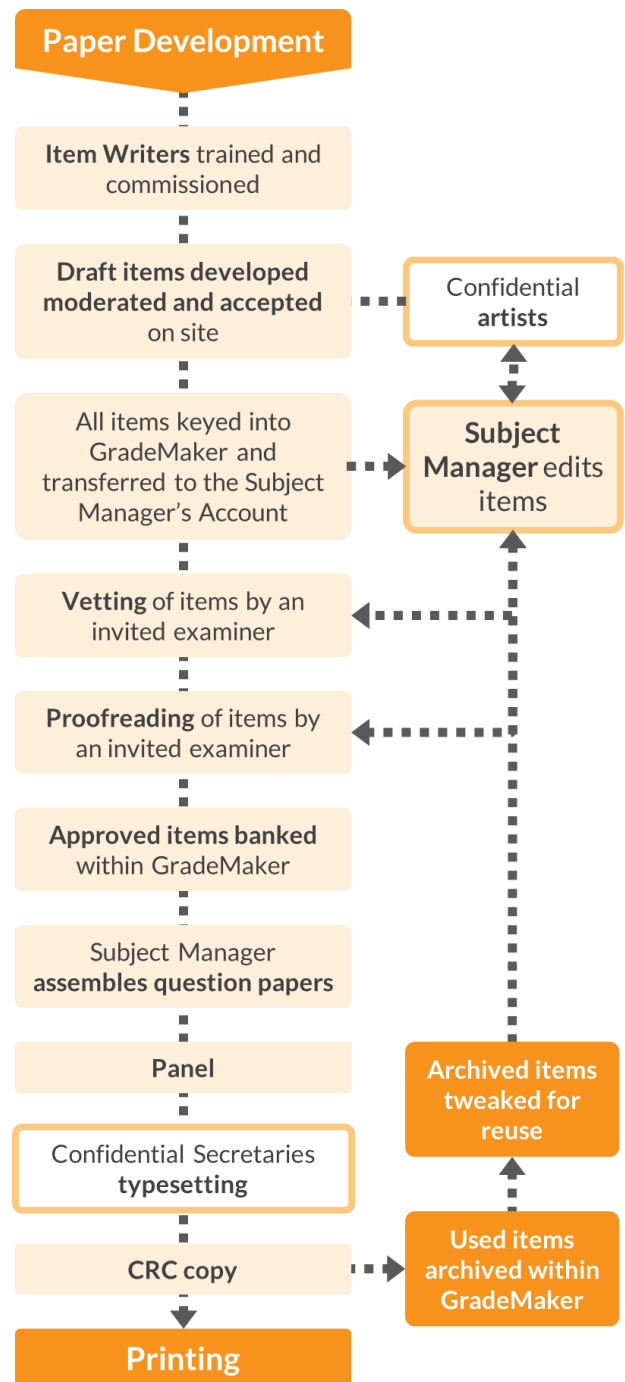 Paper Development
Item Writers trained and
commissioned
Draft items developed
moderated and accepted
on site
Confidential
artists
All items keyed into
GradeMaker and
transferred to the Subject
Manager’s Account
Subject
Manager edits
items
Vetting of items by an
invited examiner
Proofreading of items by
an invited examiner
Approved items banked
within GradeMaker
Subject Manager
assembles question papers
Panel
Archived items
tweaked for
reuse
Confidential Secretaries
typesetting
CRC copy
Used items
archived within
GradeMaker
Printing